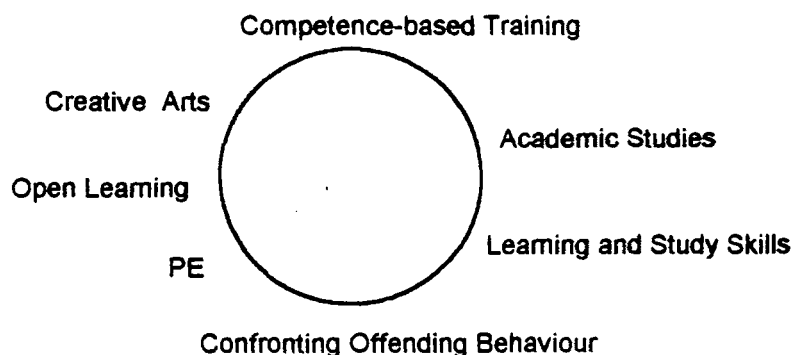 Competence-based Training
Creative Arts
Academic Studies
Open Learning
Learning and Study Skills
PE
Confronting Offending Behaviour